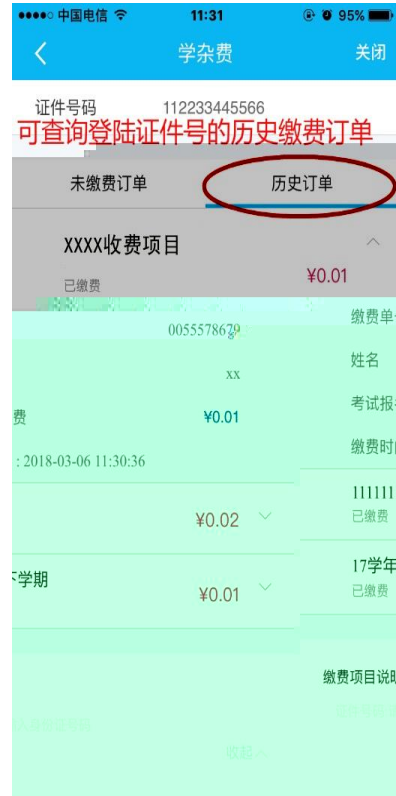 中国电信 11:31 95%
学杂费 关闭
证件号码 112233445566
可查询登陆证件号的历史缴费订单
未缴费订单 历史订单
XXXX收费项目
已缴费 ¥0.01
缴费单
0055578679
姓名
xx
考试报
费 ¥0.01
缴费时
: 2018-03-06 11:30:36
111111
已缴费
¥0.02
17学年
下学期
已缴费
¥0.01
缴费项目说明
收起